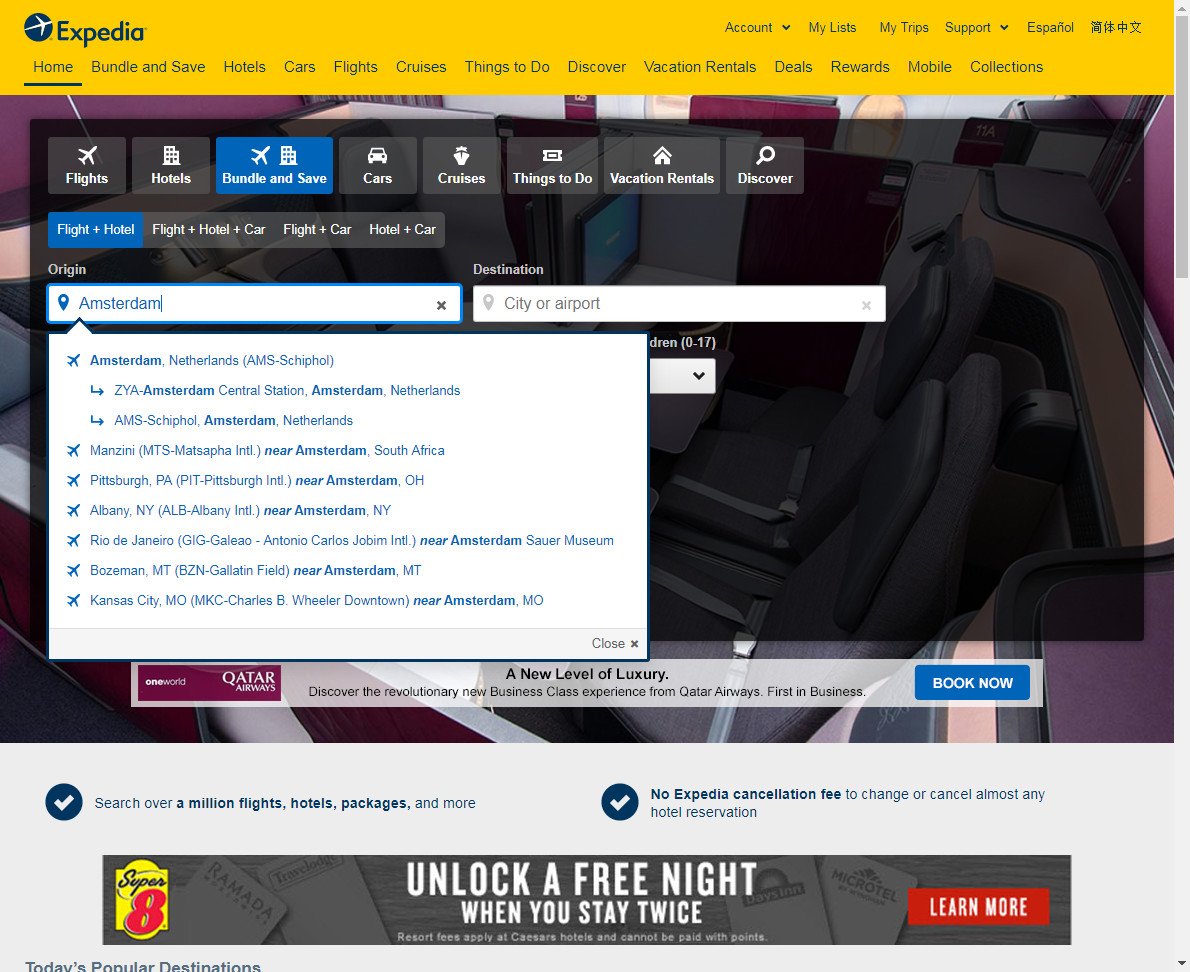 Expedia
Account
My Lists
My Trips
Support
Español
简体中文
Home
Bundle and Save
Hotels
Cars
Flights
Cruises
Things to Do
Discover
Vacation Rentals
Deals
Rewards
Mobile
Collections
11A
Flights
Hotels
Bundle and Save
Cars
Cruises
Things to Do
Vacation Rentals
Discover
Flight + Hotel
Flight + Hotel + Car
Flight + Car
Hotel + Car
Origin
Destination
Amsterdam
City or airport
dren (0-17)
Amsterdam, Netherlands (AMS-Schiphol)
ZYA-Amsterdam Central Station, Amsterdam, Netherlands
AMS-Schiphol, Amsterdam, Netherlands
Manzini (MTS-Matsapha Intl.) near Amsterdam, South Africa
Pittsburgh, PA (PIT-Pittsburgh Intl.) near Amsterdam, OH
Albany, NY (ALB-Albany Intl.) near Amsterdam, NY
Rio de Janeiro (GIG-Galeao - Antonio Carlos Jobim Intl.) near Amsterdam Sauer Museum
Bozeman, MT (BZN-Gallatin Field) near Amsterdam, MT
Kansas City, MO (MKC-Charles B. Wheeler Downtown) near Amsterdam, MO
Close
oneworld
QATAR
AIRWAYS
A New Level of Luxury.
Discover the revolutionary new Business Class experience from Qatar Airways. First in Business.
BOOK NOW
Search over a million flights, hotels, packages, and more
No Expedia cancellation fee to change or cancel almost any
hotel reservation
Super
8
RAMADA
Travelodge
UNLOCK A FREE NIGHT
WHEN YOU STAY TWICE
Resort fees apply at Caesars hotels and cannot be paid with points.
Days Inn
MICROTEL
LEARN MORE
Today's Popular Destinations